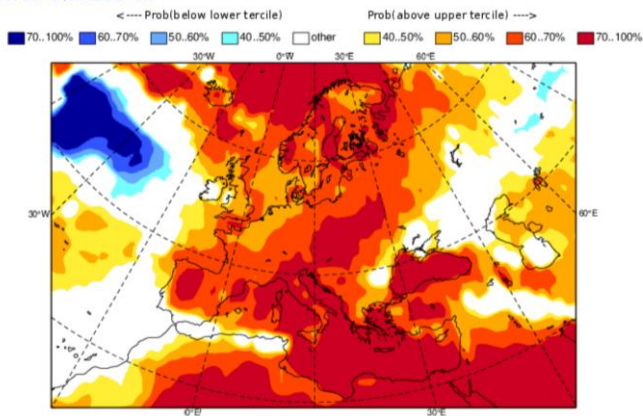 <---- Prob(below lower tercile) Prob(above upper tercile) ---->
70..100% 60..70% 50..60% 40..50% other 40..50% 50..60% 60..70% 70..100%
30°W 0°W 30°E 60°E
30°W 60°E
0°E 30°E